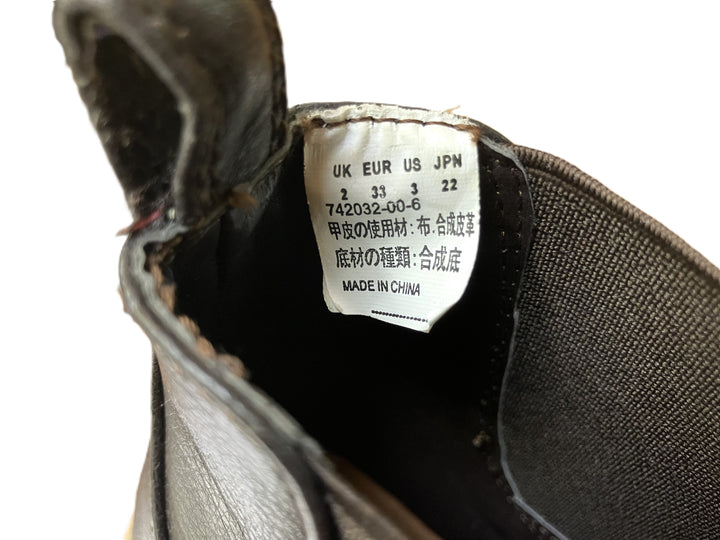 UK EUR US JPN
2 33 3 22
742032-00-6
甲皮の使用材:布.合成皮革
底材の種類:合成底
MADE IN CHINA